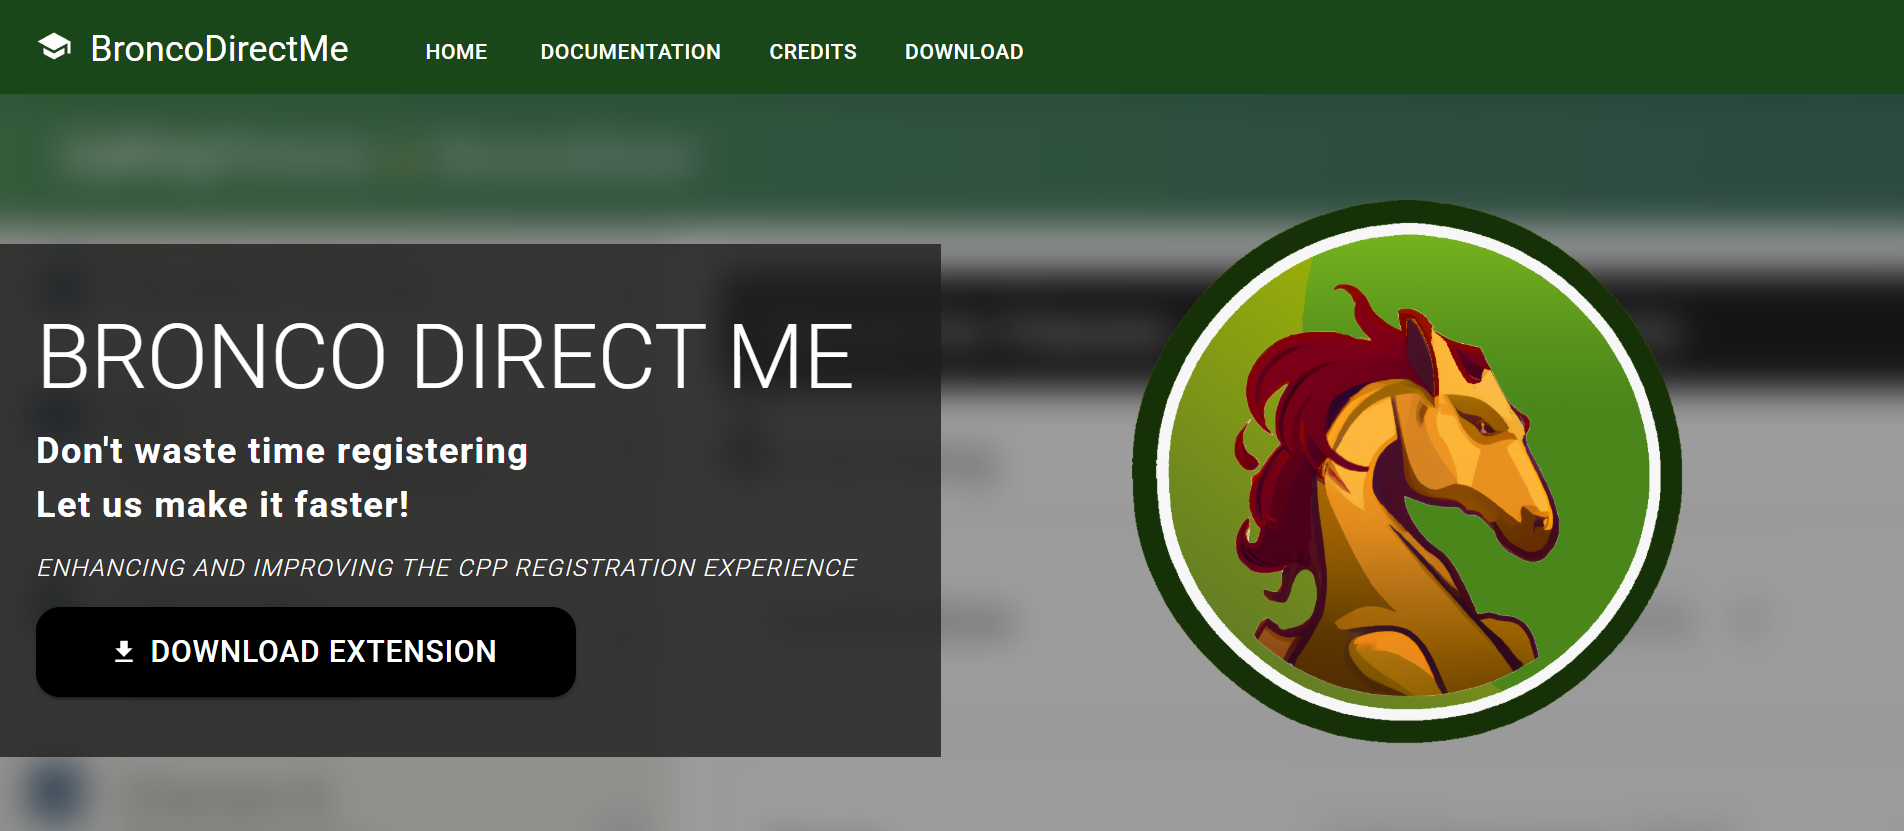 BroncoDirectMe
HOME DOCUMENTATION CREDITS DOWNLOAD
BRONCO DIRECT ME
Don't waste time registering
Let us make it faster!
ENHANCING AND IMPROVING THE CPP REGISTRATION EXPERIENCE
DOWNLOAD EXTENSION